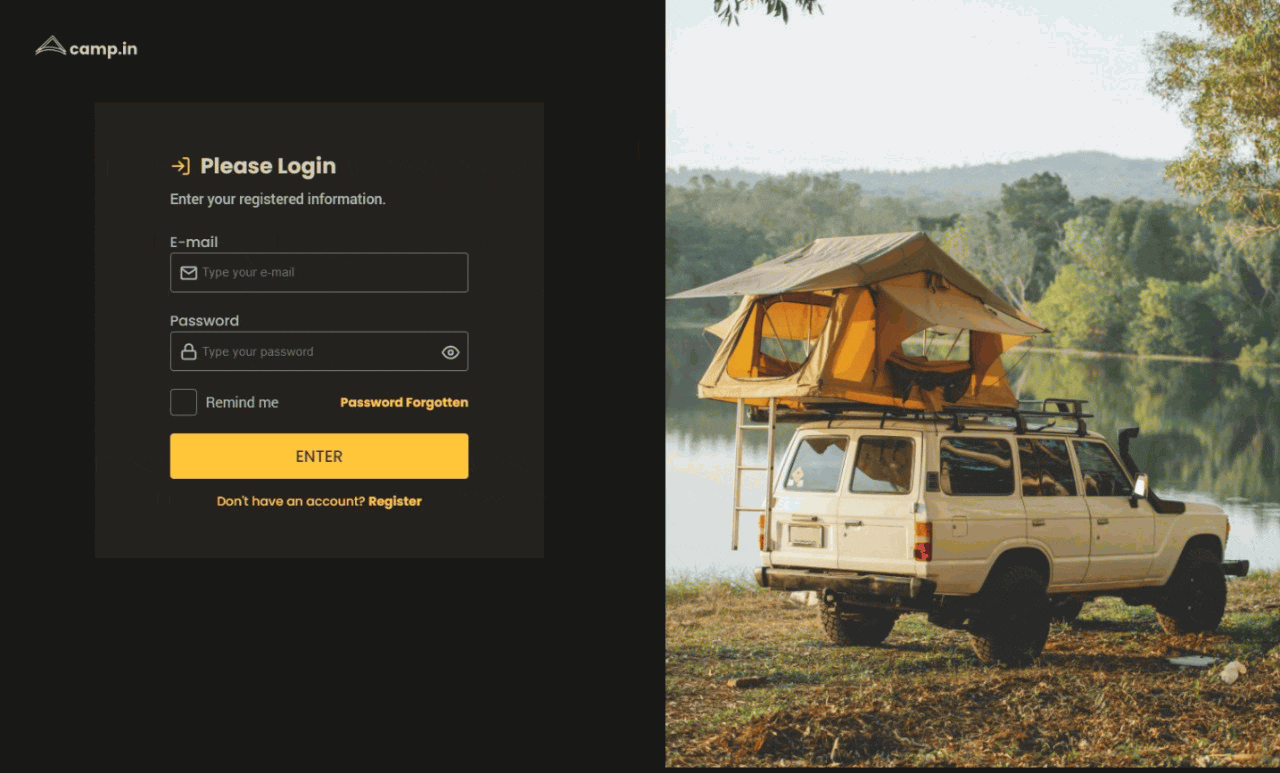 camp.in
Please Login
Enter your registered information.
E-mail
Type your e-mail
Password
Type your password
Remind me
Password Forgotten
ENTER
Don't have an account? Register